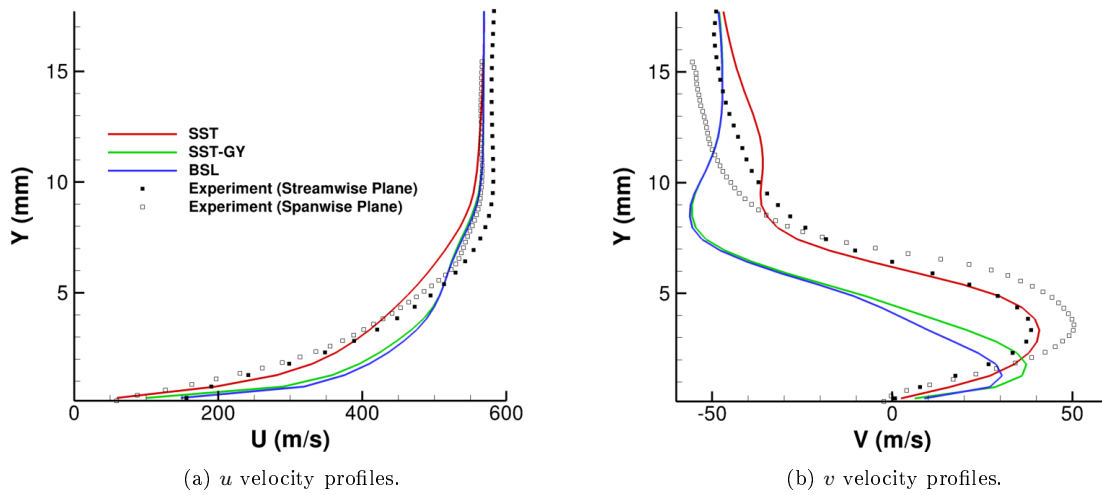 Y (mm)
15
10
5
0
200
400
600
U (m/s)
SST
SST-GY
BSL
Experiment (Streamwise Plane)
Experiment (Spanwise Plane)
(a) u velocity profiles.
Y (mm)
15
10
5
-50
0
50
V (m/s)
(b) v velocity profiles.